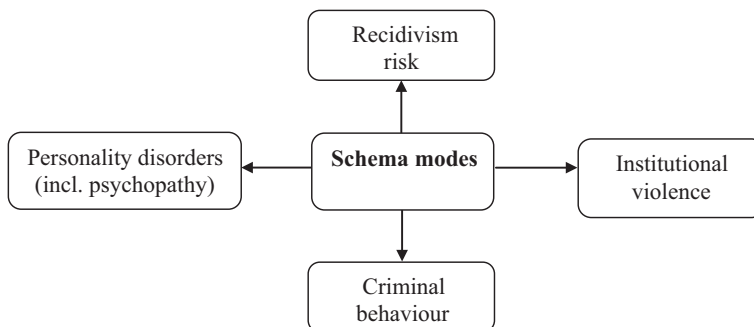 Recidivism
risk
Personality disorders
(incl. psychopathy)
Schema modes
Institutional
violence
Criminal
behaviour